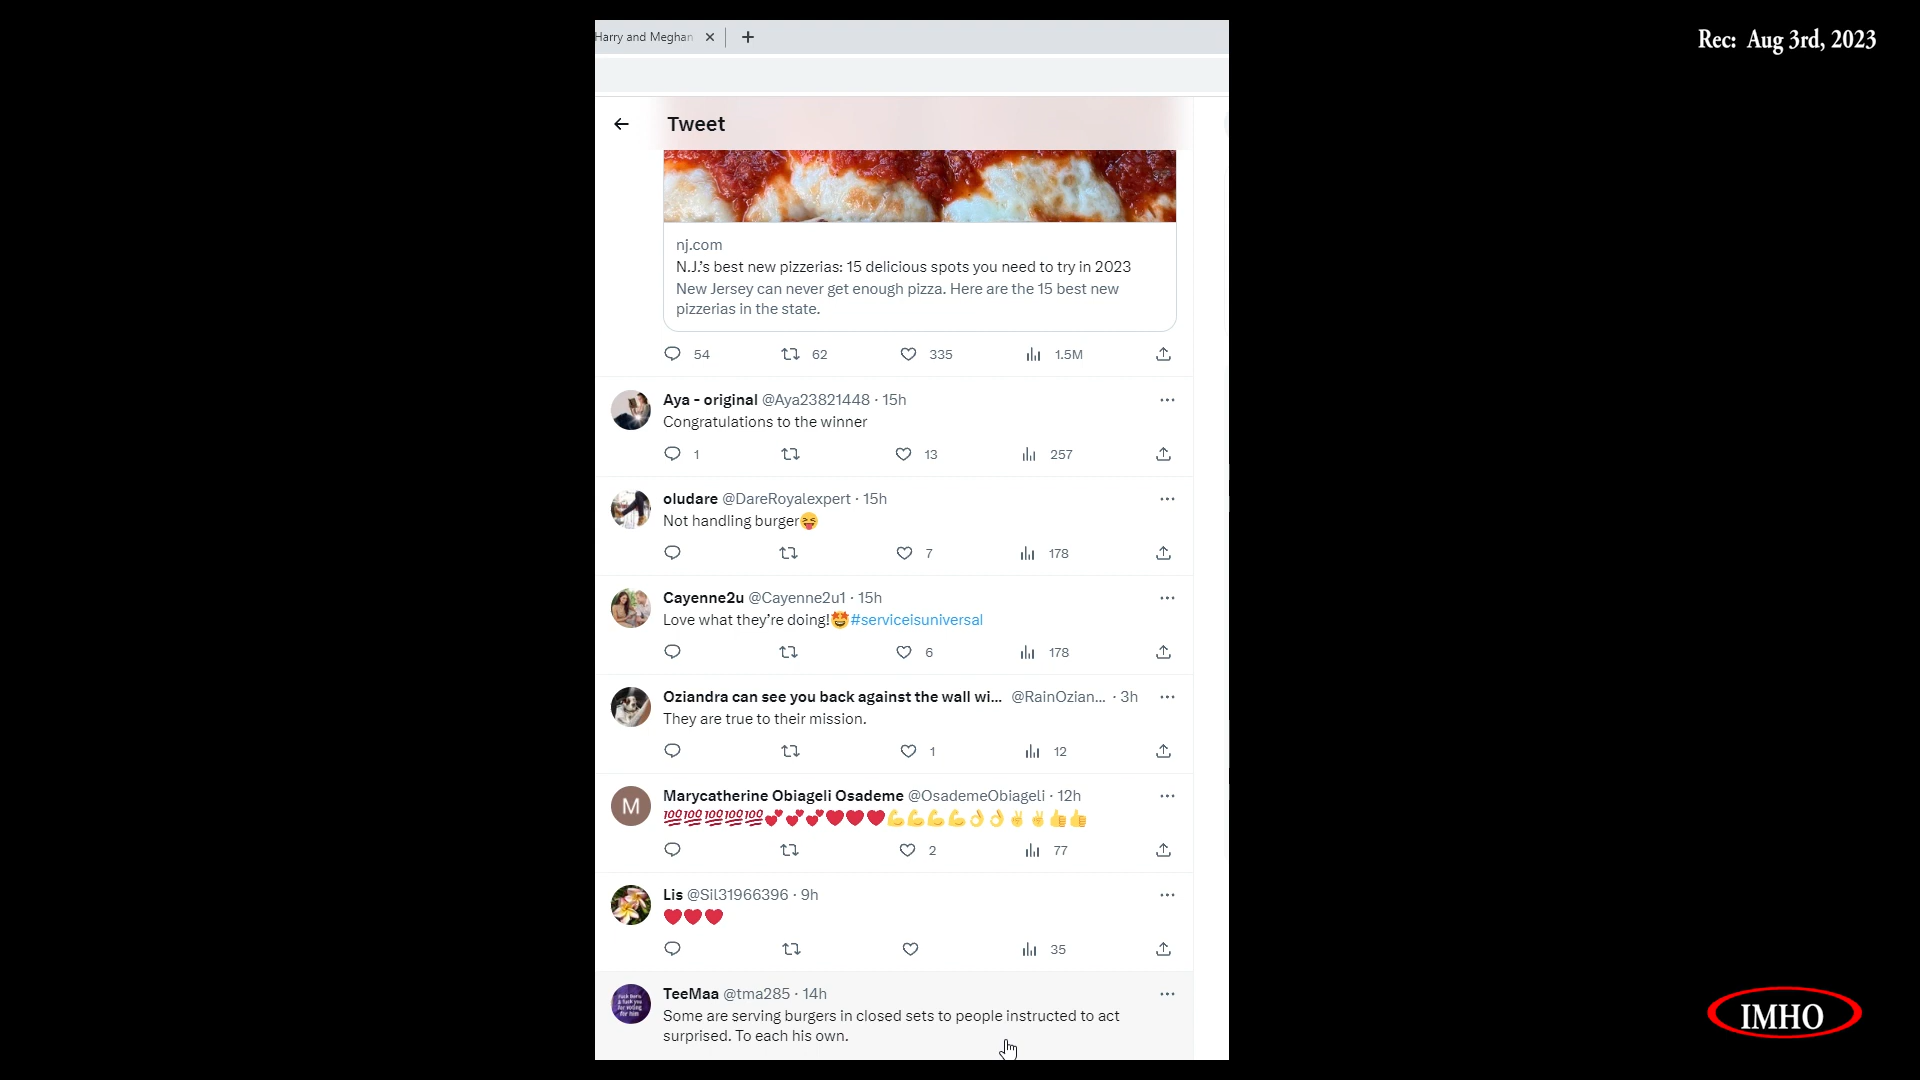 Harry and Meghan
Rec: Aug 3rd, 2023
Tweet
nj.com
N.J.'s best new pizzerias: 15 delicious spots you need to try in 2023
New Jersey can never get enough pizza. Here are the 15 best new
pizzerias in the state.
54 62 335 1.5M
Aya - original @Aya23821448 · 15h
Congratulations to the winner
1 13 257
oludare @DareRoyalexpert · 15h
Not handling burger😝
7 178
Cayenne2u @Cayenne2u1 · 15h
Love what they’re doing!🤩#serviceisuniversal
6 178
Oziandra can see you back against the wall wi... @RainOzian... · 3h
They are true to their mission.
1 12
M
Marycatherine Obiageli Osademe @OsademeObiageli · 12h
💯💯💯💯💯💕💕💕❤️❤️❤️💪💪💪💪👌👌✌️✌️👍👍
2 77
Lis @Sil31966396 · 9h
❤️❤️❤️
35
TeeMaa @tma285 · 14h
Some are serving burgers in closed sets to people instructed to act
surprised. To each his own.
IMHO